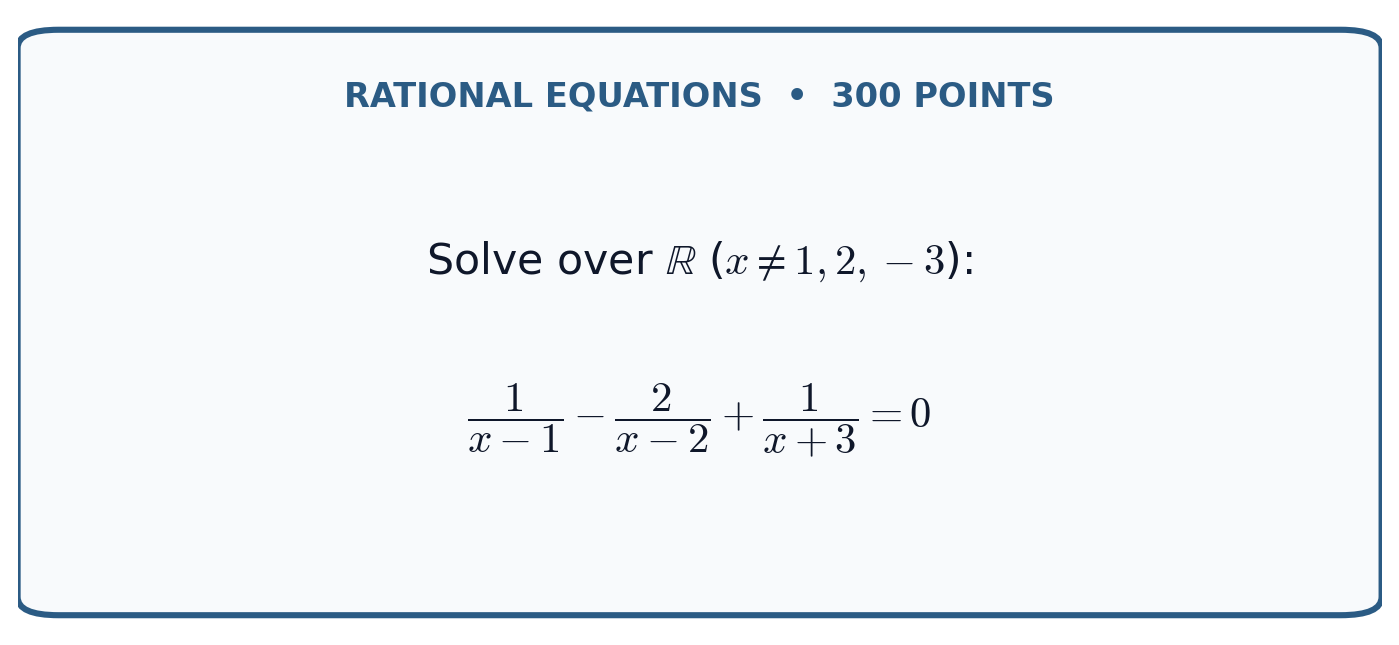 RATIONAL EQUATIONS • 300 POINTS
Solve over ℝ (x ≠ 1, 2, −3):
1/(x − 1) − 2/(x − 2) + 1/(x + 3) = 0